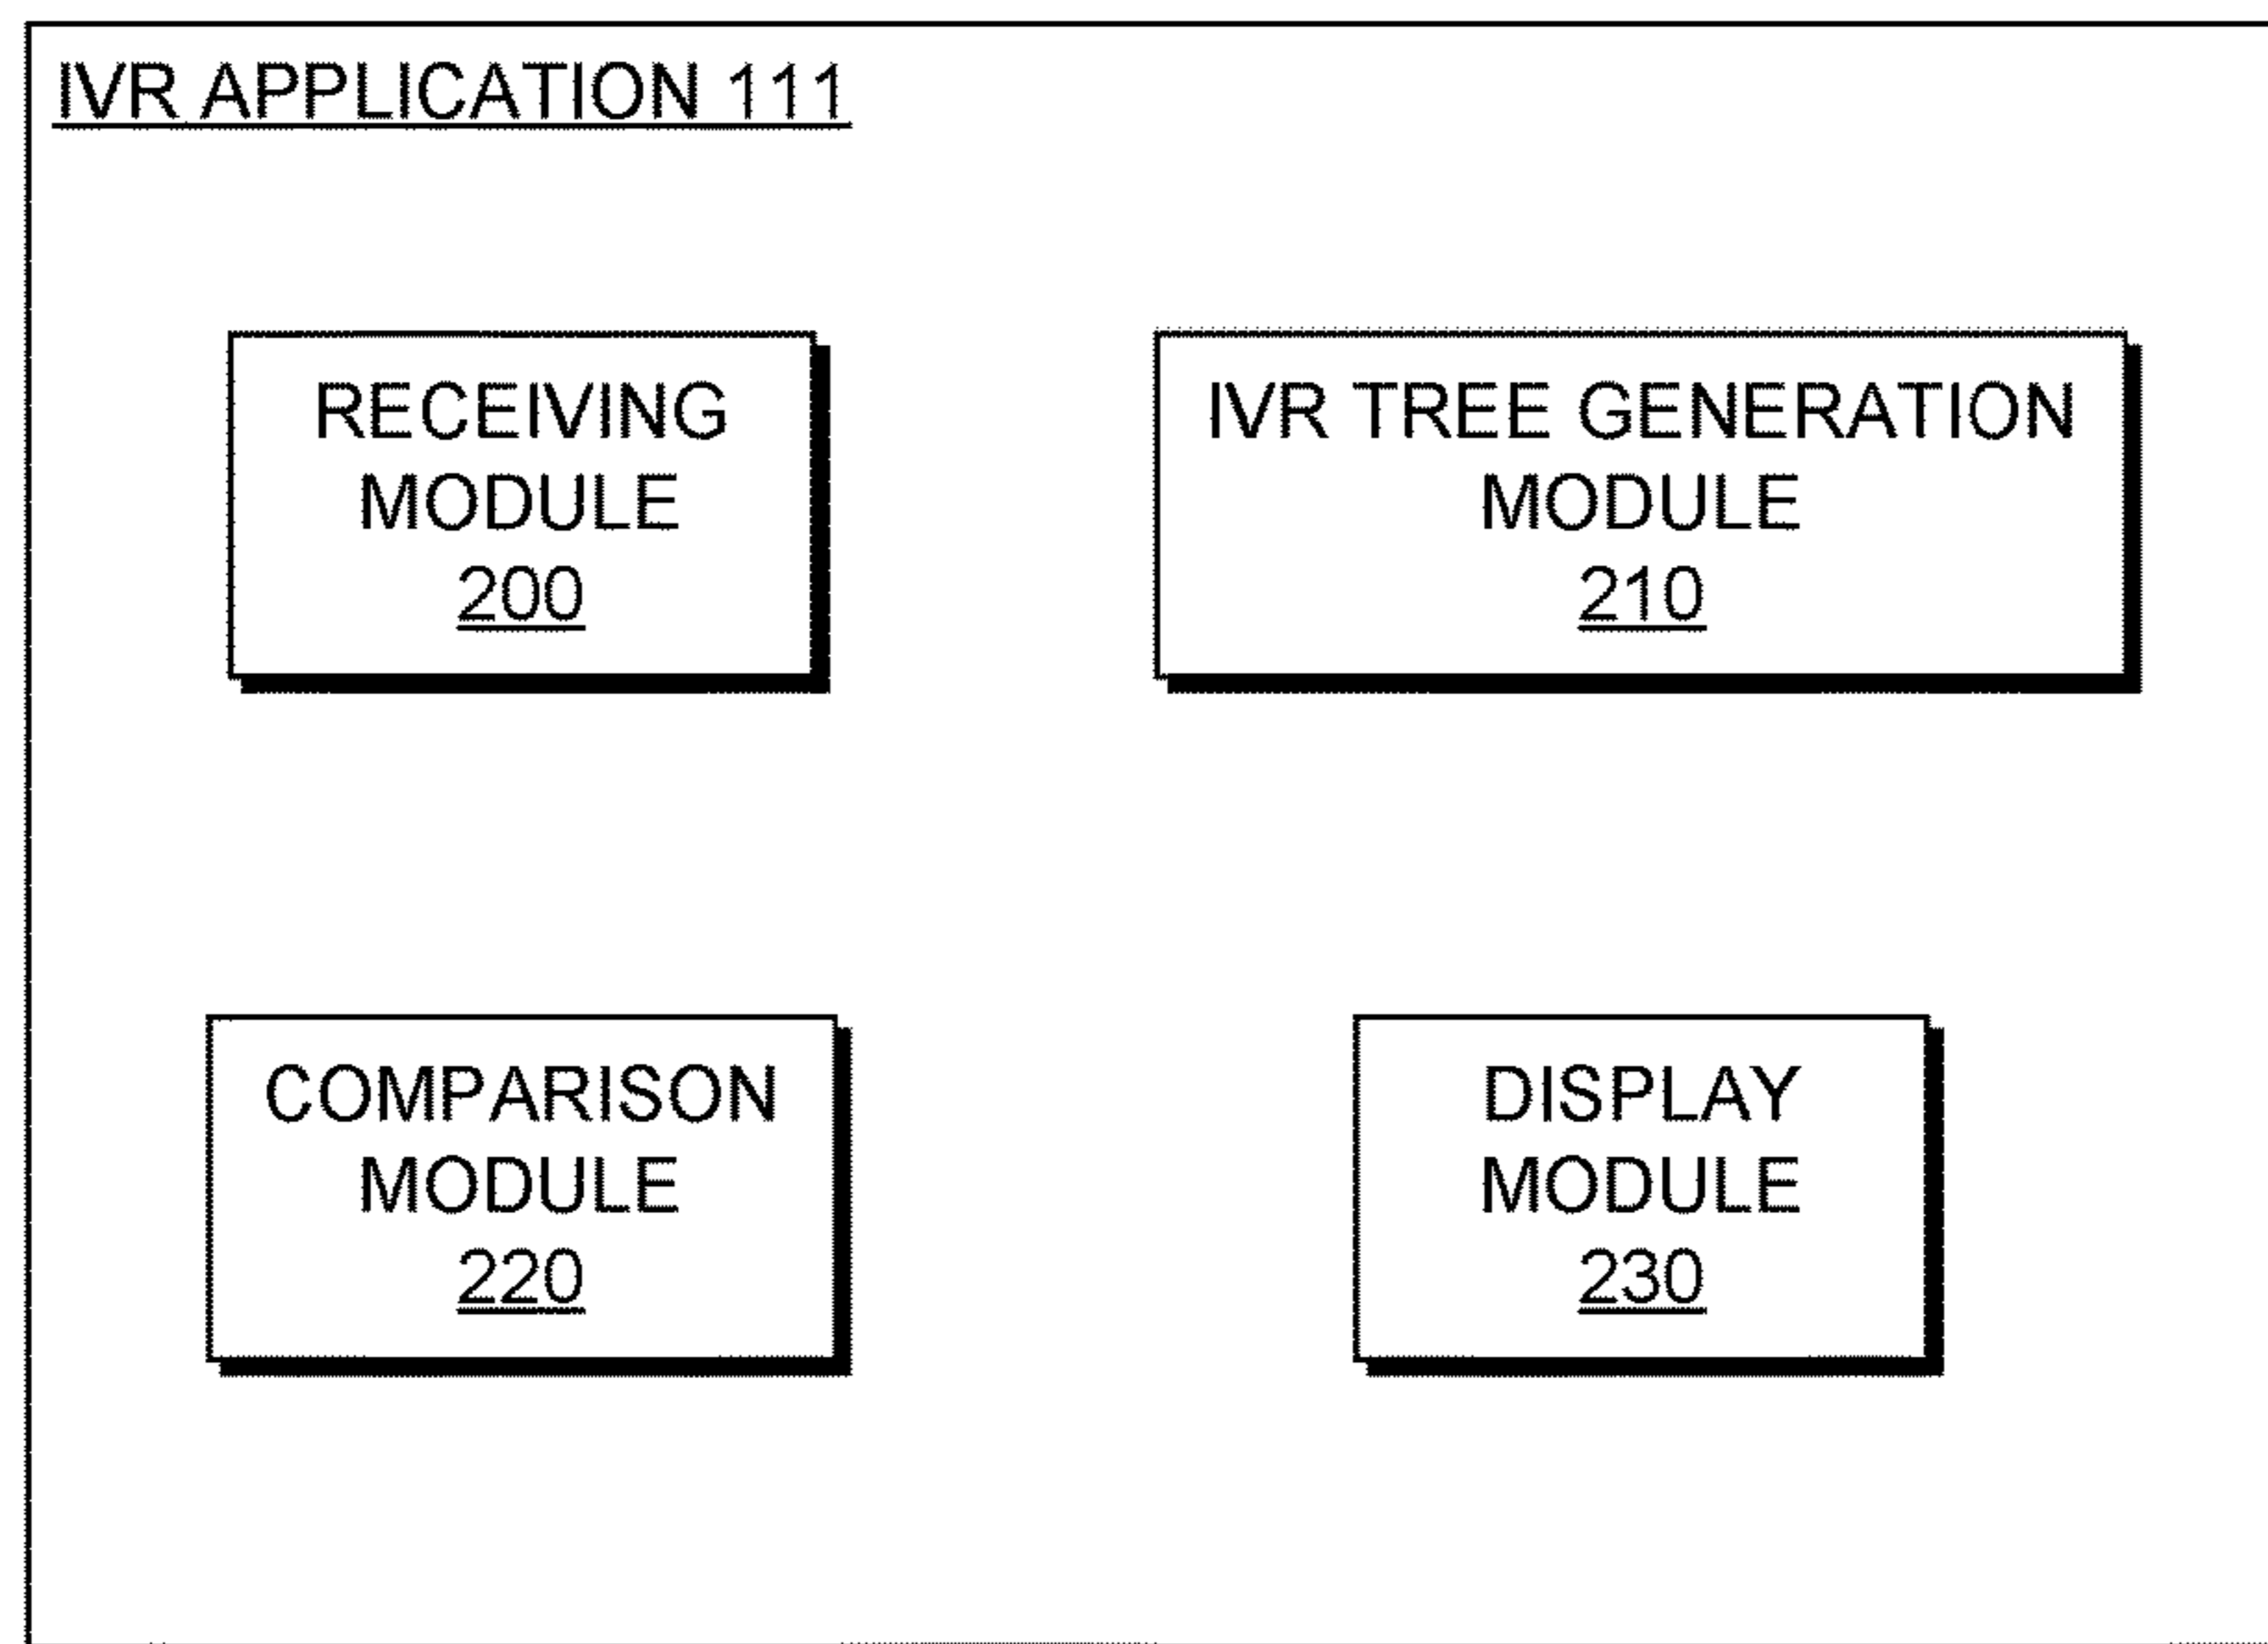 IVR APPLICATION 111
RECEIVING
MODULE
200
IVR TREE GENERATION
MODULE
210
COMPARISON
MODULE
220
DISPLAY
MODULE
230